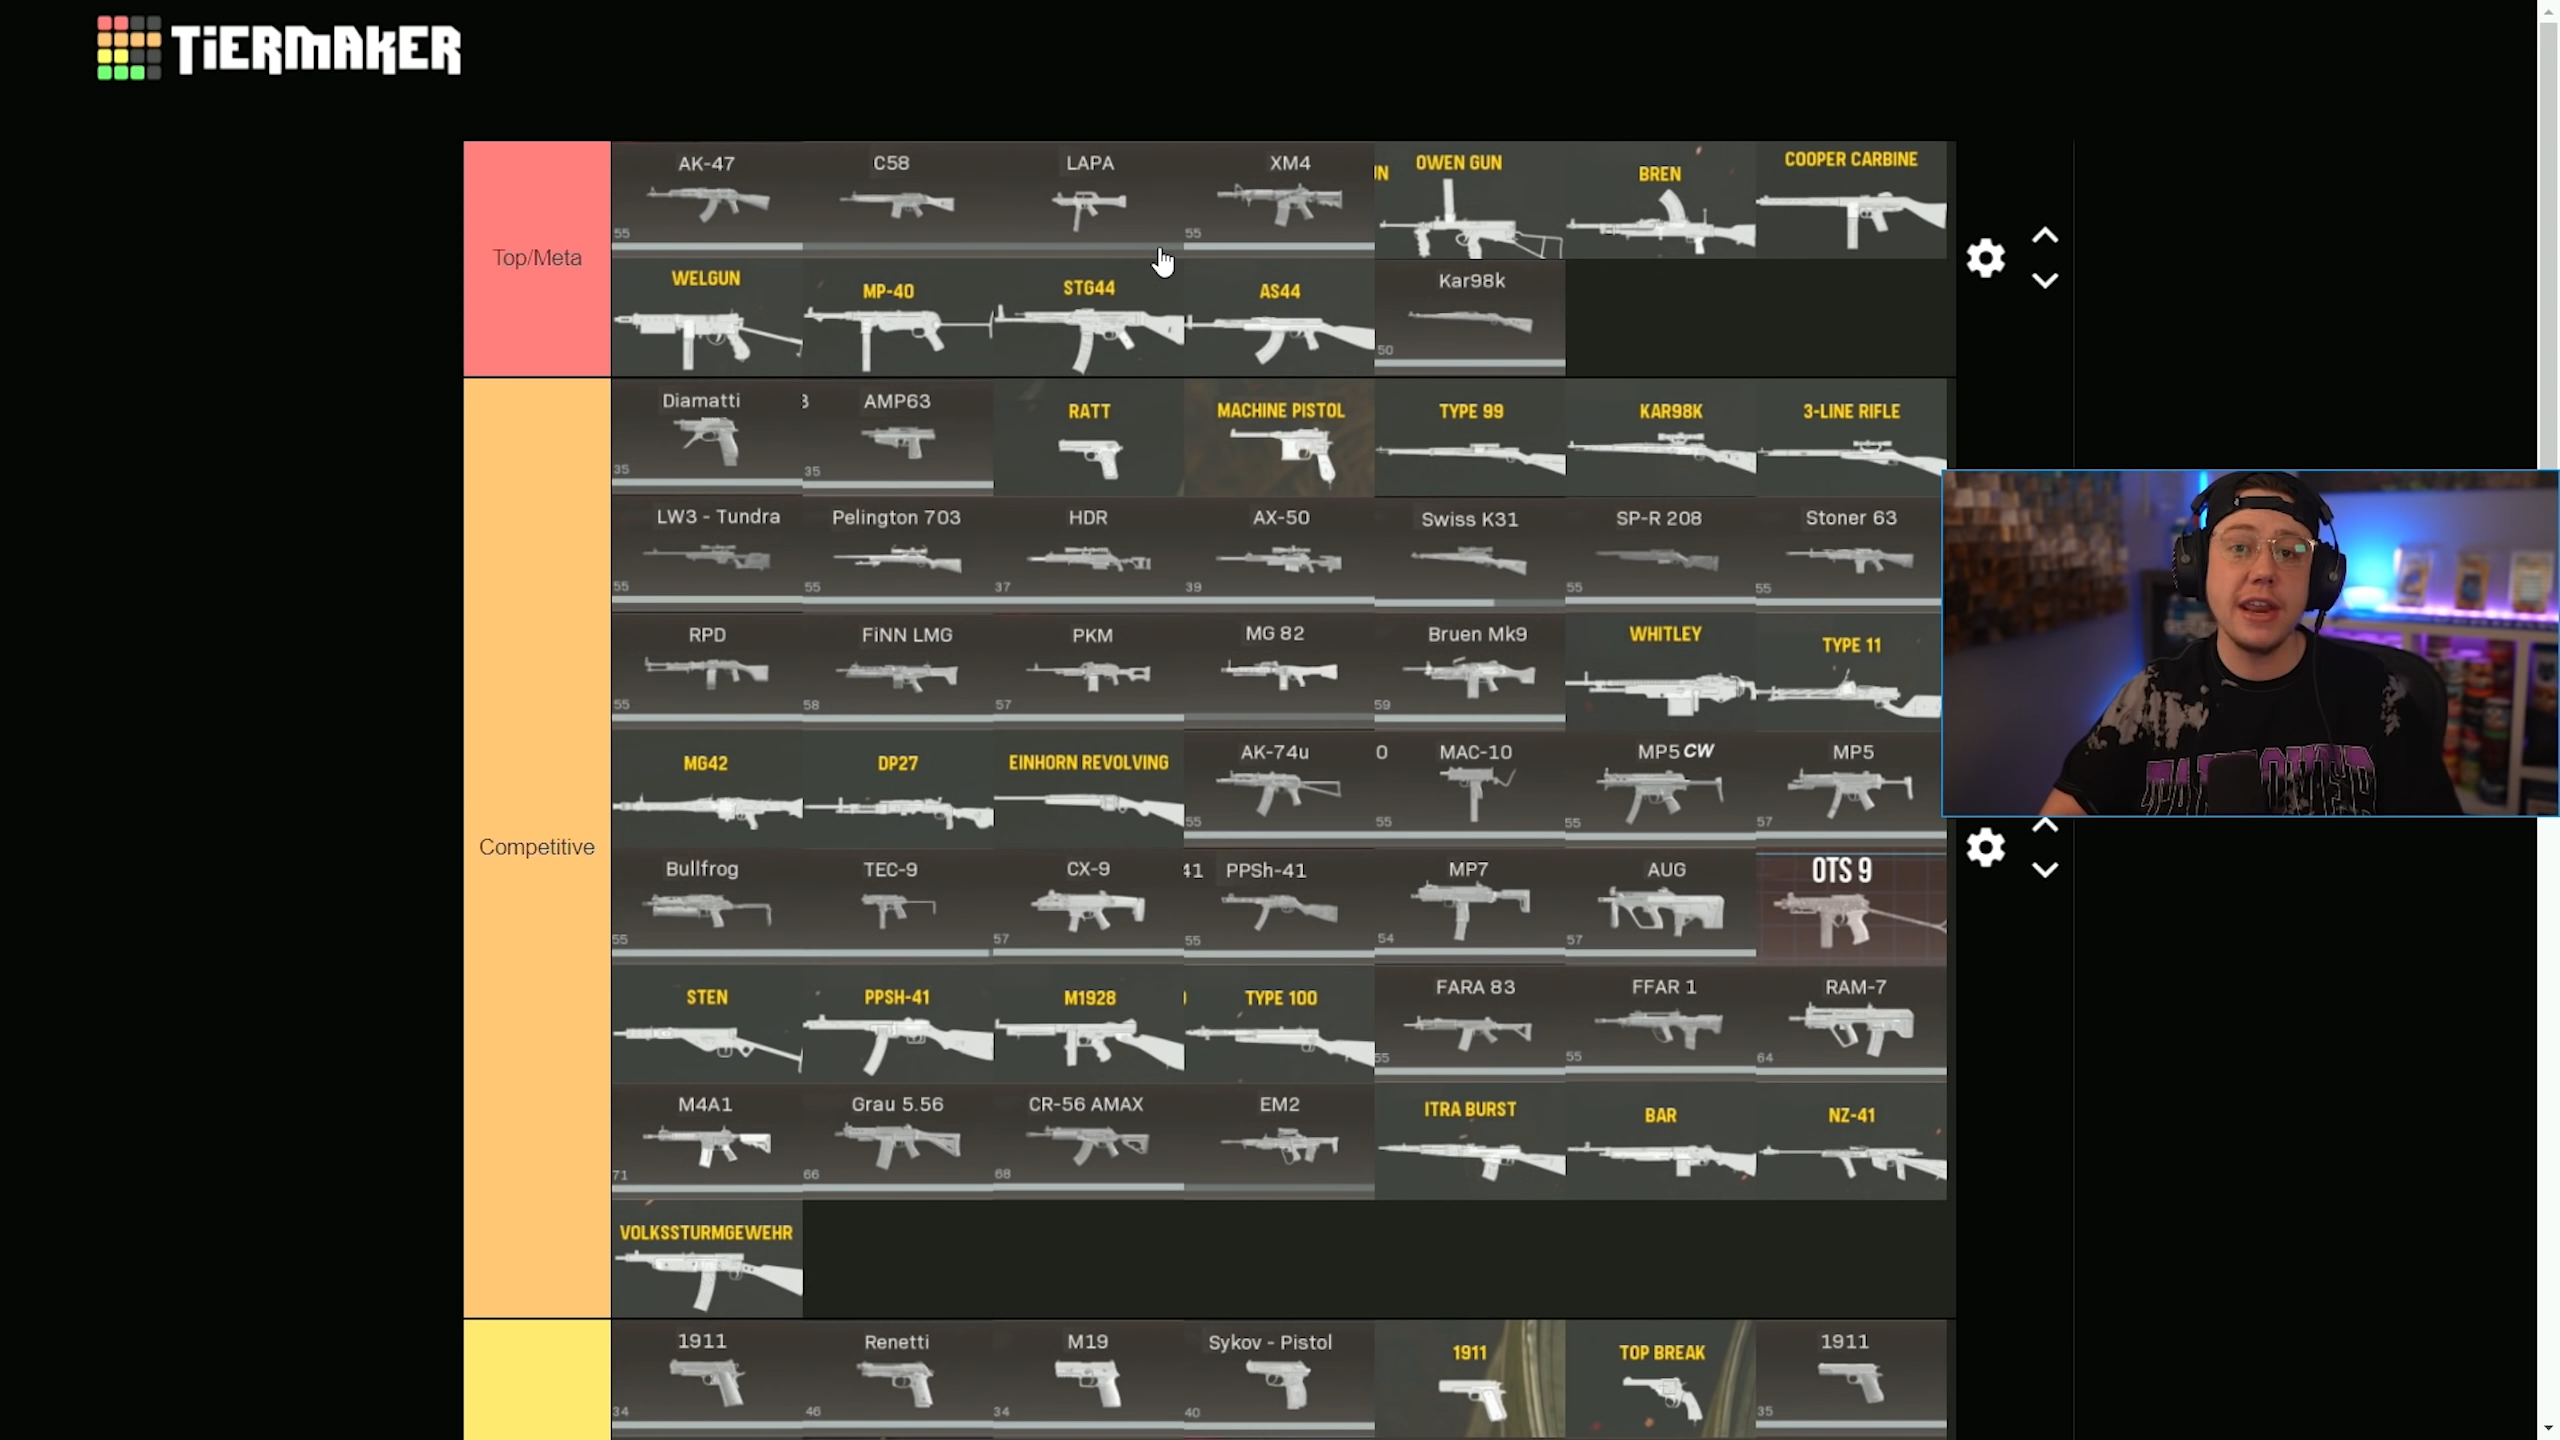 TiERMAKER
Top/Meta
AK-47
55
C58
LAPA
XM4
55
UN
OWEN GUN
BREN
COOPER CARBINE
WELGUN
MP-40
STG44
AS44
Kar98k
50
Competitive
Diamatti
35
3
AMP63
35
RATT
MACHINE PISTOL
TYPE 99
KAR98K
3-LINE RIFLE
LW3 - Tundra
55
Pelington 703
55
HDR
37
AX-50
39
Swiss K31
SP-R 208
55
Stoner 63
55
RPD
55
FiNN LMG
58
PKM
57
MG 82
Bruen Mk9
59
WHITLEY
TYPE 11
MG42
DP27
EINHORN REVOLVING
AK-74u
55
0
MAC-10
55
MP5 CW
55
MP5
57
Bullfrog
55
TEC-9
CX-9
57
41
PPSh-41
55
MP7
54
AUG
57
OTS 9
STEN
PPSH-41
M1928
TYPE 100
FARA 83
55
FFAR 1
55
RAM-7
64
M4A1
71
Grau 5.56
66
CR-56 AMAX
68
EM2
ITRA BURST
BAR
NZ-41
VOLKSSTURMGEWEHR
1911
34
Renetti
46
M19
34
Sykov - Pistol
40
1911
TOP BREAK
1911
35